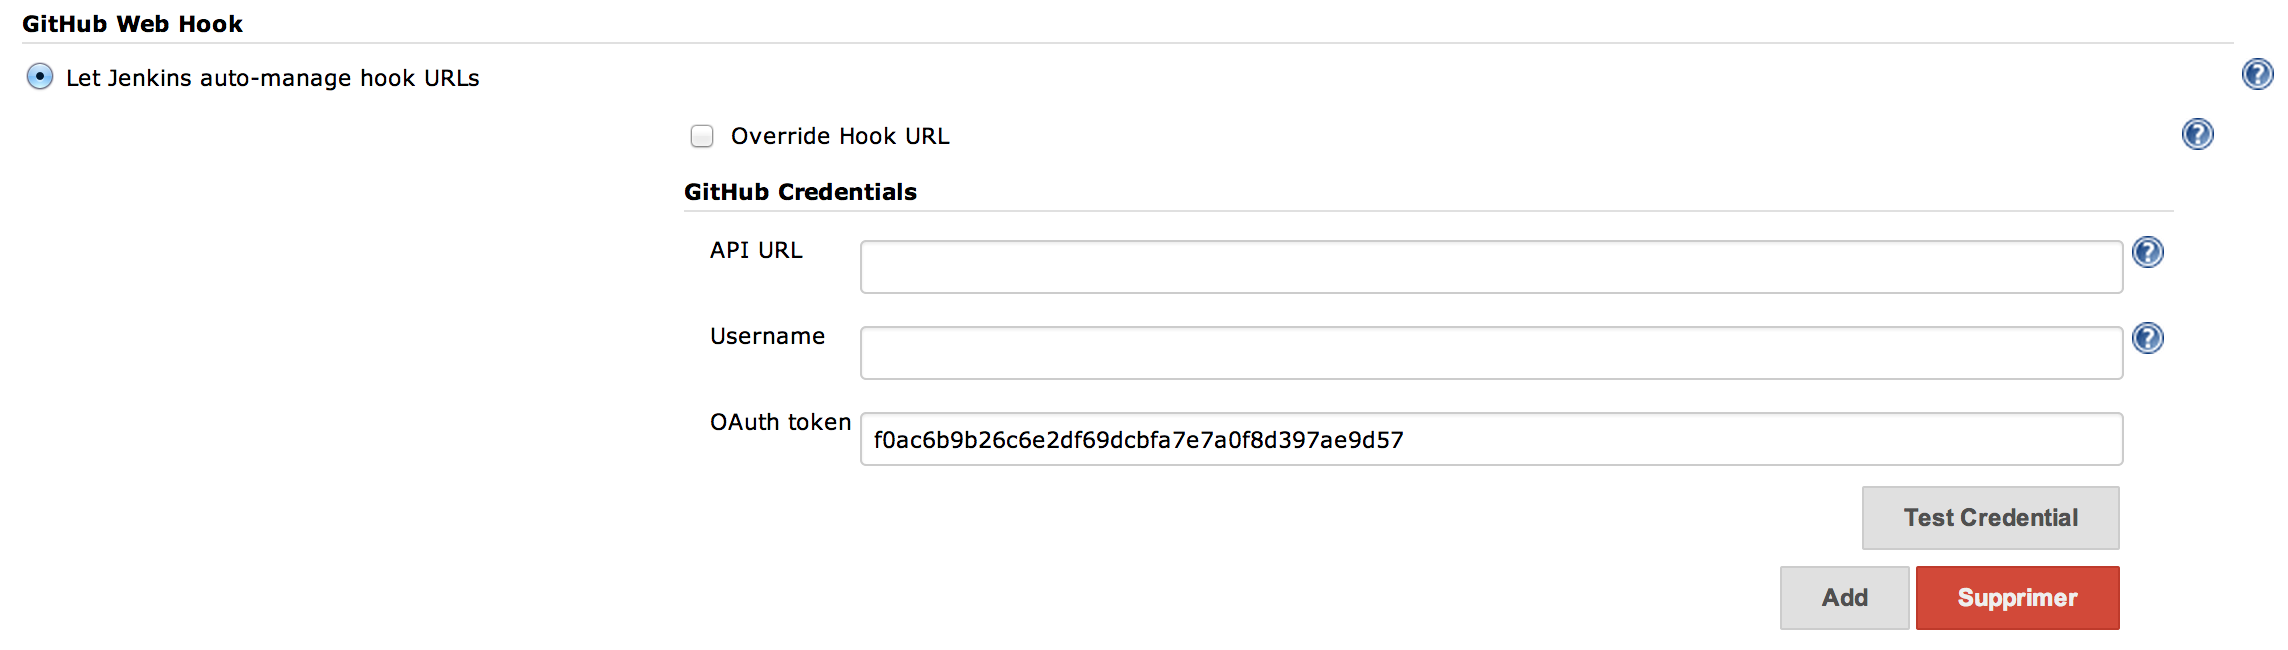 GitHub Web Hook
Let Jenkins auto-manage hook URLs
Override Hook URL
GitHub Credentials
API URL
Username
OAuth token f0ac6b9b26c6e2df69dcbfa7e7a0f8d397ae9d57
Test Credential
Add Supprimer